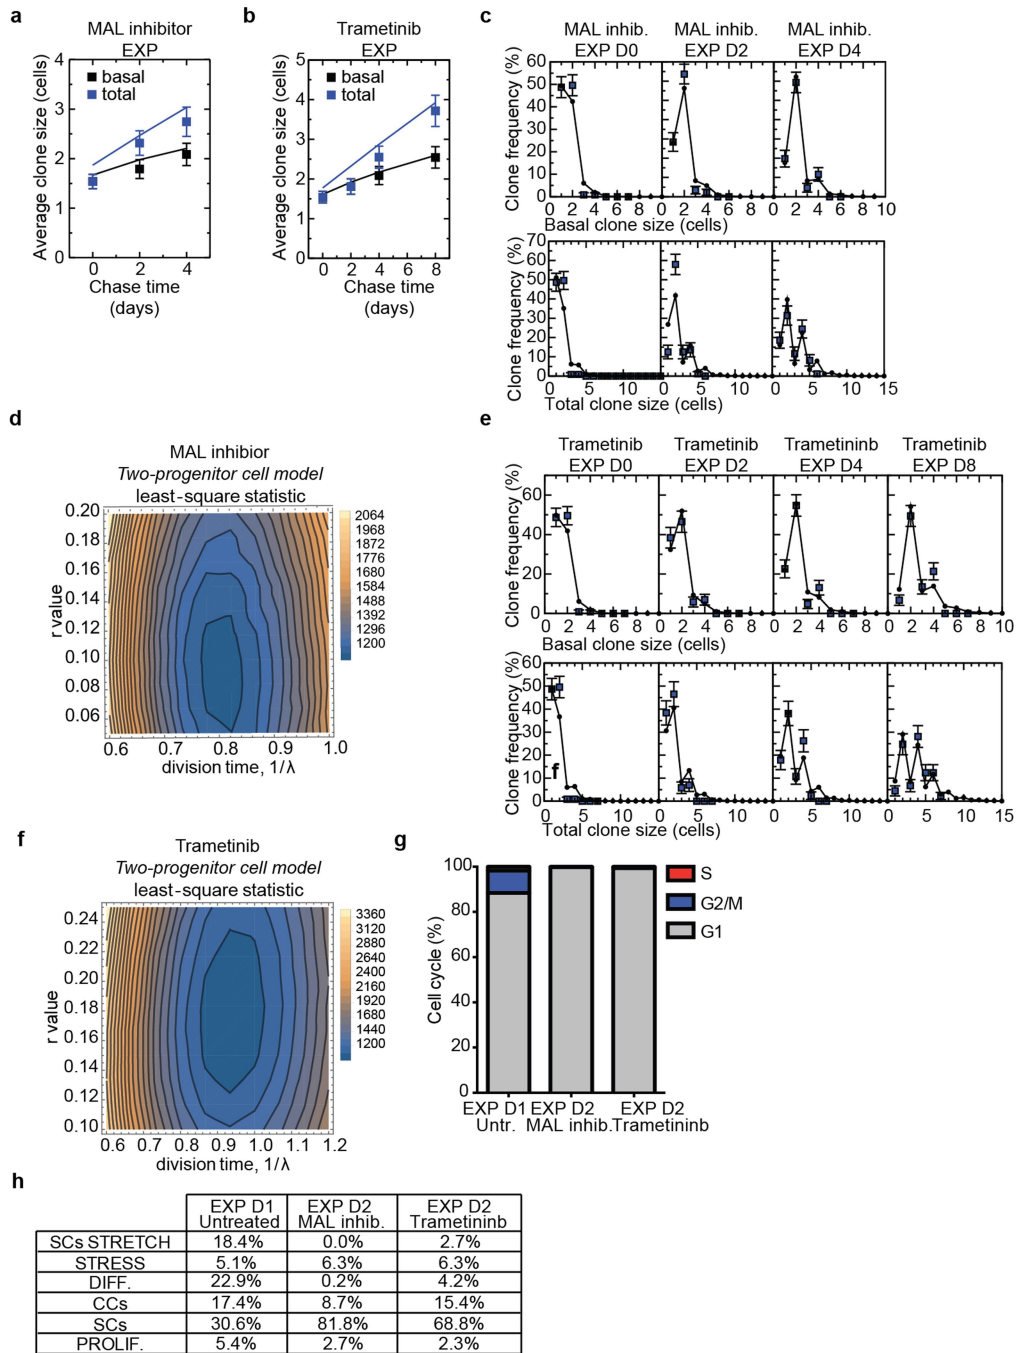 a
MAL inhibitor
EXP
Average clone size (cells)
4
3
2
1
0
basal
total
0 2 4
Chase time
(days)
b
Trametinib
EXP
Average clone size (cells)
5
4
3
2
1
0
basal
total
0 2 4 6 8
Chase time
(days)
c
MAL inhib. MAL inhib. MAL inhib.
EXP D0 EXP D2 EXP D4
Clone frequency (%)
60
50
40
30
20
10
0
0 2 4 6 8 0 2 4 6 8 0 2 4 6 8 10
Basal clone size (cells)
Clone frequency (%)
70
60
50
40
30
20
10
0
0 5 10 0 5 10 0 5 10 15
Total clone size (cells)
d
MAL inhibior
Two-progenitor cell model
least-square statistic
r value
0.20
0.18
0.16
0.14
0.12
0.10
0.08
0.06
0.6 0.7 0.8 0.9 1.0
division time, 1/λ
2064
1968
1872
1776
1680
1584
1488
1392
1296
1200
e
Trametinib Trametinib Trametininb Trametinib
EXP D0 EXP D2 EXP D4 EXP D8
Clone frequency (%)
60
40
20
0
0 2 4 6 8 0 2 4 6 8 0 2 4 6 8 0 2 4 6 8 10
Basal clone size (cells)
Clone frequency (%)
60
50
40
30
20
10
0
f
0 5 10 0 5 10 0 5 10 0 5 10 15
Total clone size (cells)
f
Trametinib
Two-progenitor cell model
least-square statistic
r value
0.24
0.22
0.20
0.18
0.16
0.14
0.12
0.10
0.6 0.7 0.8 0.9 1.0 1.1 1.2
division time, 1/λ
3360
3120
2880
2640
2400
2160
1920
1680
1440
1200
g
Cell cycle (%)
100
80
60
40
20
0
S
G2/M
G1
EXP D1 EXP D2 EXP D2
Untr. MAL inhib. Trametininb
h
EXP D1 EXP D2 EXP D2
Untreated MAL inhib. Trametininb
SCs STRETCH 18.4% 0.0% 2.7%
STRESS 5.1% 6.3% 6.3%
DIFF. 22.9% 0.2% 4.2%
CCs 17.4% 8.7% 15.4%
SCs 30.6% 81.8% 68.8%
PROLIF. 5.4% 2.7% 2.3%